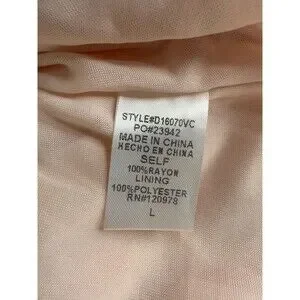 STYLE#D16070VC
PO#23942
MADE IN CHINA
HECHO EN CHINA
SELF
100%RAYON
LINING
100%POLYESTER
RN#120978
L